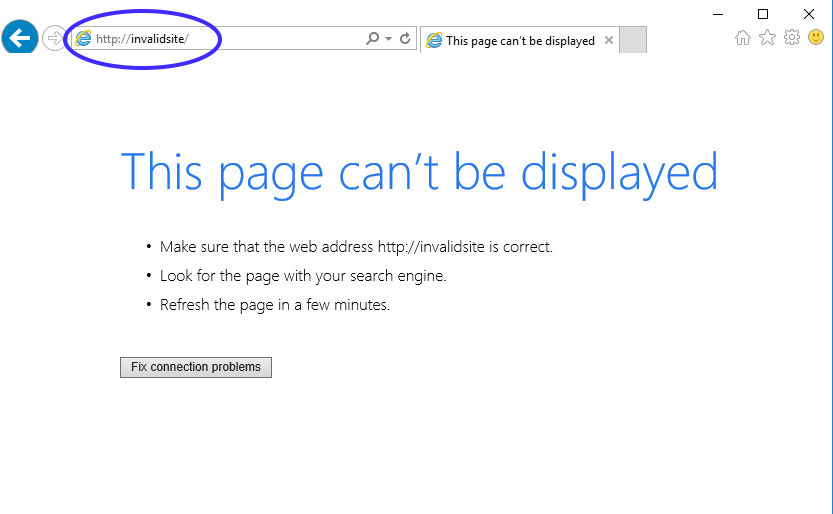 http://invalidsite/
This page can't be displayed
This page can't be displayed
• Make sure that the web address http://invalidsite is correct.
• Look for the page with your search engine.
• Refresh the page in a few minutes.
Fix connection problems